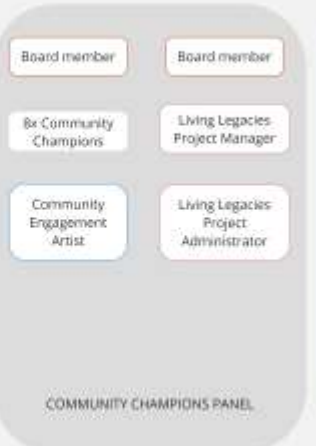 Board member
Board member
8x Community
Champions
Living Legacies
Project Manager
Community
Engagement
Artist
Living Legacies
Project
Administrator
COMMUNITY CHAMPIONS PANEL